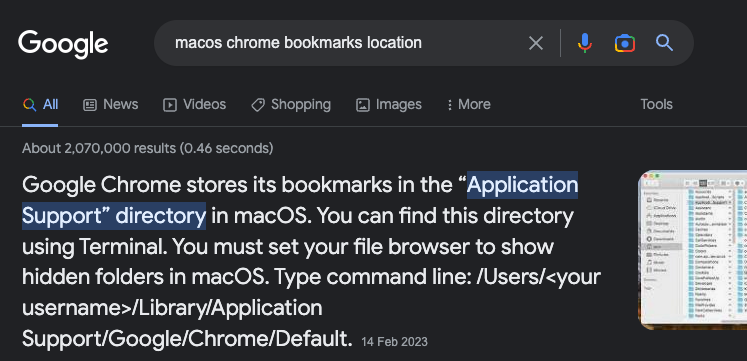 Google
macos chrome bookmarks location
All
News
Videos
Shopping
Images
More
Tools
About 2,070,000 results (0.46 seconds)
Google Chrome stores its bookmarks in the “Application
Support” directory in macOS. You can find this directory
using Terminal. You must set your file browser to show
hidden folders in macOS. Type command line: /Users/<your
username>/Library/Application
Support/Google/Chrome/Default. 14 Feb 2023